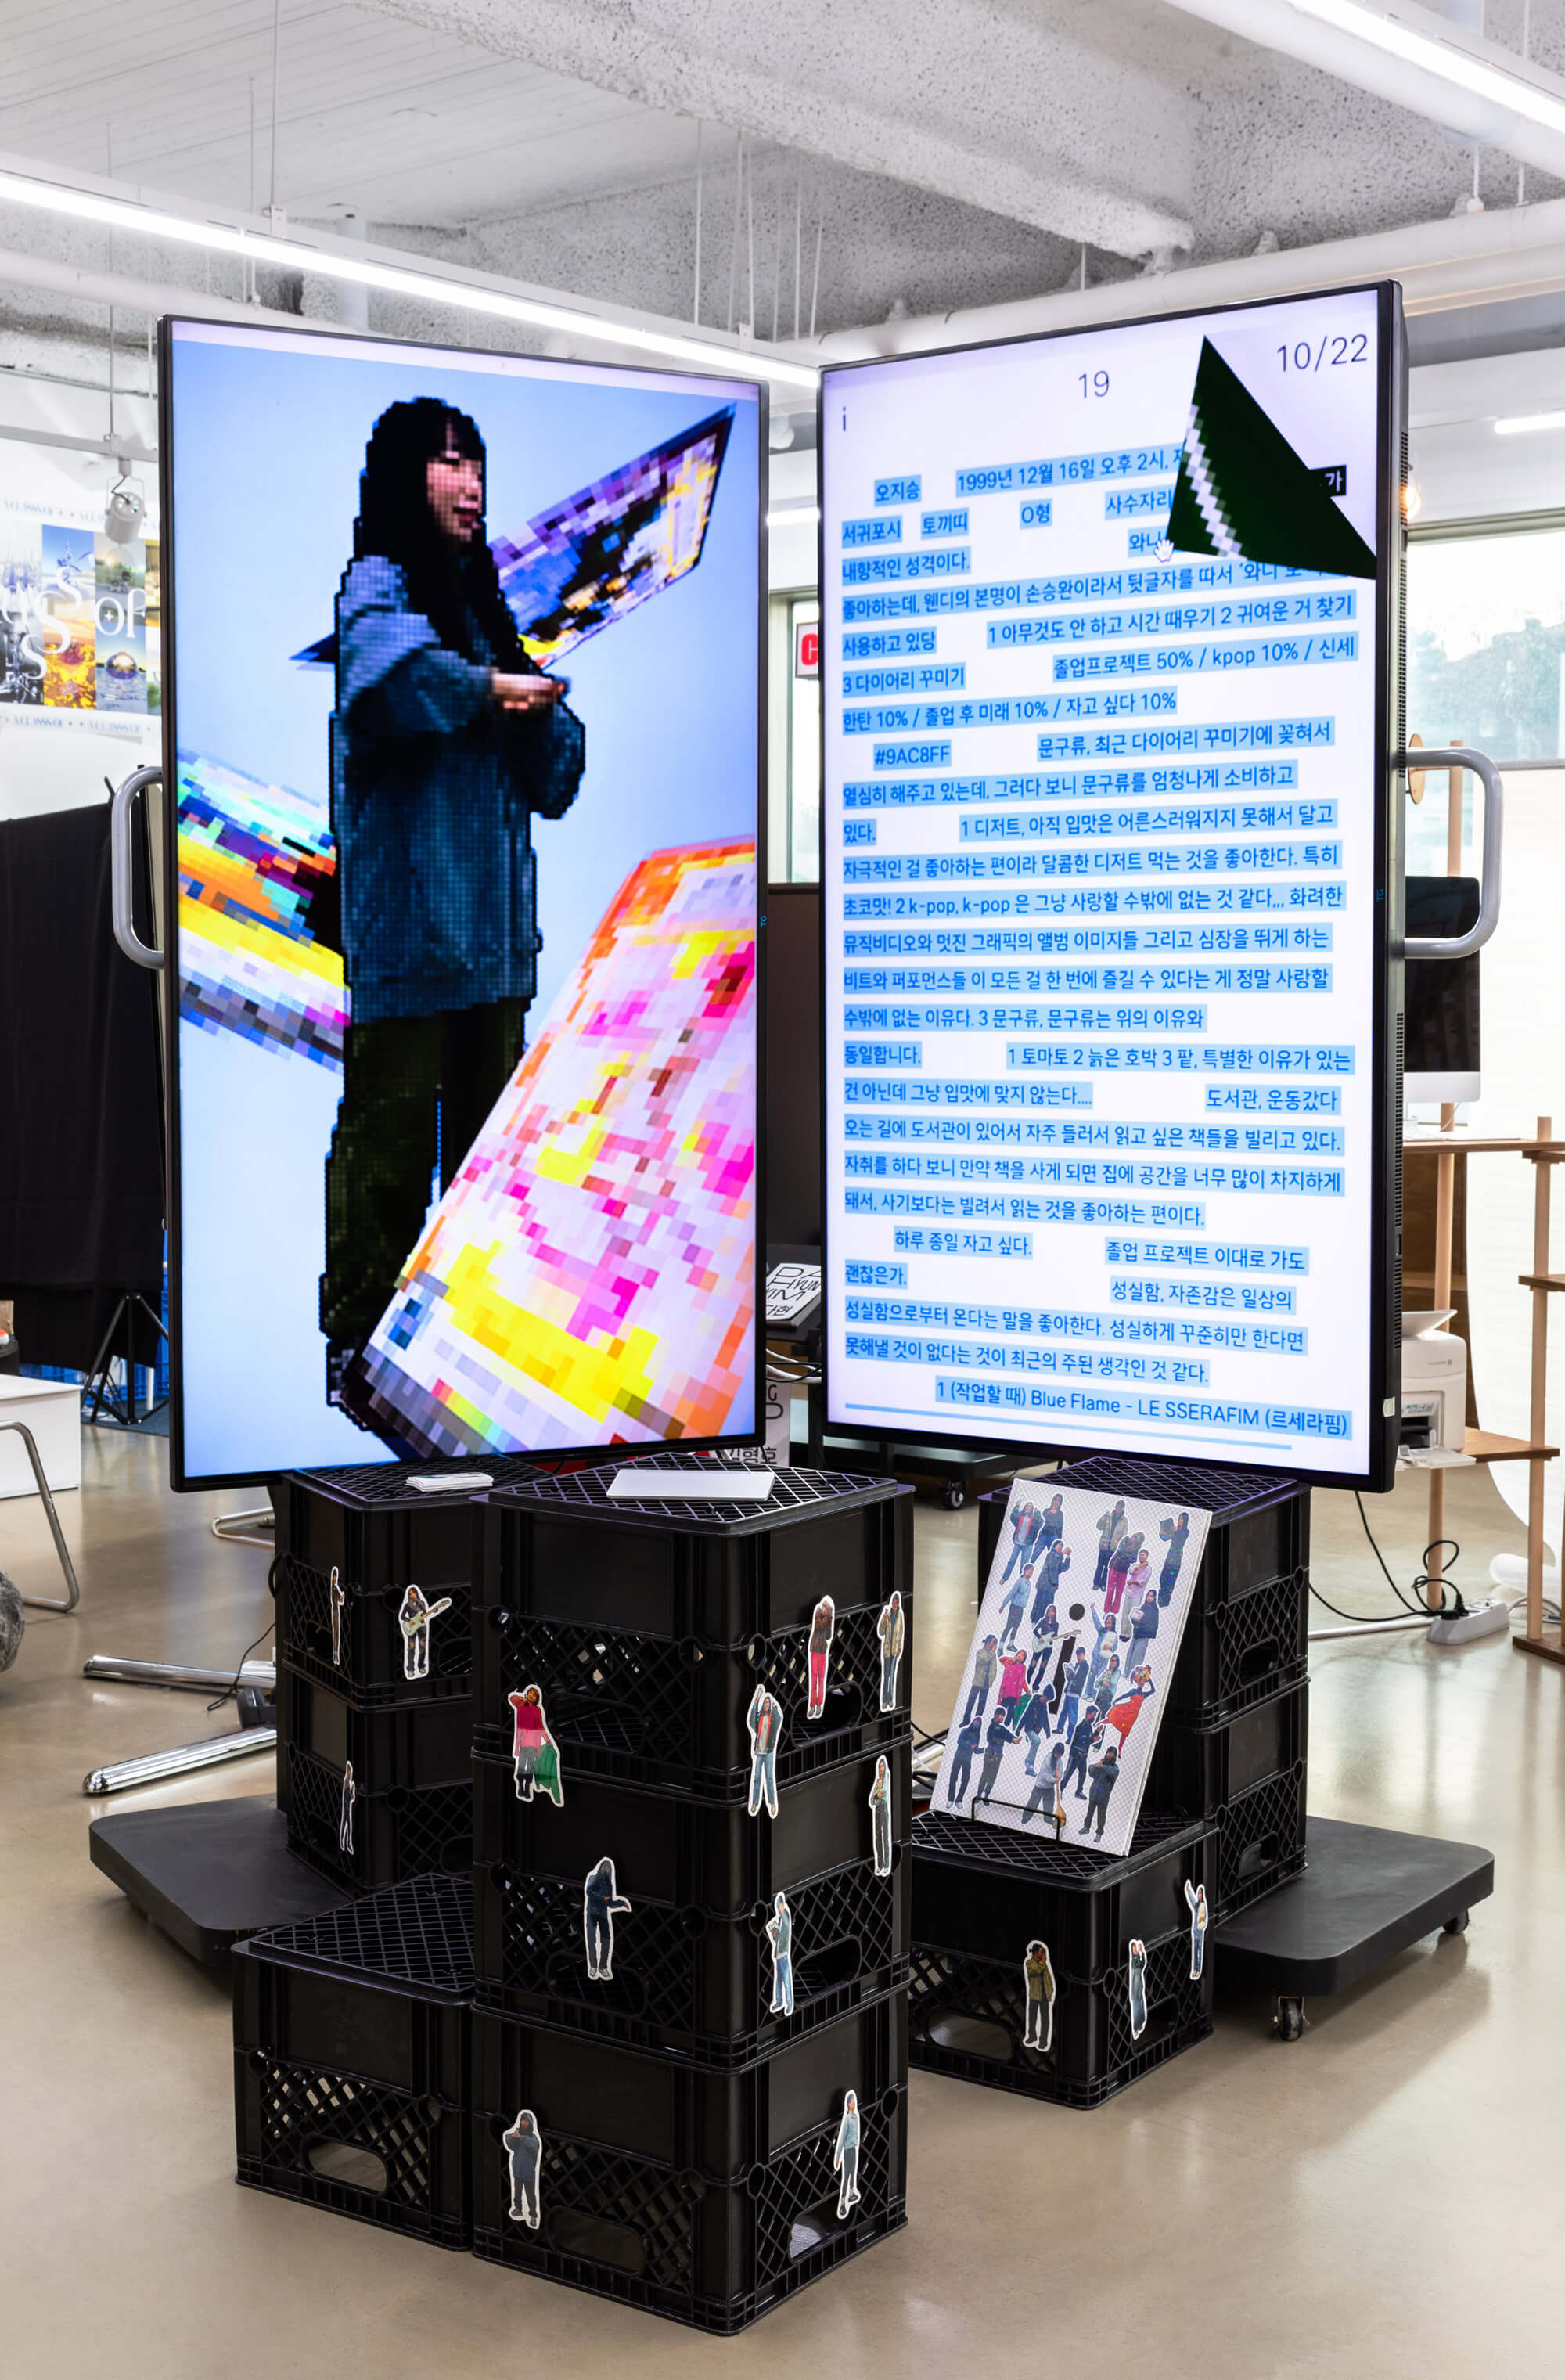 19
10/22
i
오지승 1999년 12월 16일 오후 2시,
가
서귀포시 토끼띠 O형 사수자리
내향적인 성격이다. 와니
좋아하는데, 웬디의 본명이 손승완이라서 뒷글자를 따서 '와니
사용하고 있당 1 아무것도 안 하고 시간 때우기 2 귀여운 거 찾기
3 다이어리 꾸미기 졸업프로젝트 50% / kpop 10% / 신세
한탄 10% / 졸업 후 미래 10% / 자고 싶다 10%
#9AC8FF 문구류, 최근 다이어리 꾸미기에 꽂혀서
열심히 해주고 있는데, 그러다 보니 문구류를 엄청나게 소비하고
있다. 1 디저트, 아직 입맛은 어른스러워지지 못해서 달고
자극적인 걸 좋아하는 편이라 달콤한 디저트 먹는 것을 좋아한다. 특히
초코맛! 2 k-pop, k-pop 은 그냥 사랑할 수밖에 없는 것 같다,,, 화려한
뮤직비디오와 멋진 그래픽의 앨범 이미지들 그리고 심장을 뛰게 하는
비트와 퍼포먼스들 이 모든 걸 한 번에 즐길 수 있다는 게 정말 사랑할
수밖에 없는 이유다. 3 문구류, 문구류는 위의 이유와
동일합니다. 1 토마토 2 늙은 호박 3 팥, 특별한 이유가 있는
건 아닌데 그냥 입맛에 맞지 않는다.... 도서관, 운동갔다
오는 길에 도서관이 있어서 자주 들러서 읽고 싶은 책들을 빌리고 있다.
자취를 하다 보니 만약 책을 사게 되면 집에 공간을 너무 많이 차지하게
돼서, 사기보다는 빌려서 읽는 것을 좋아하는 편이다.
하루 종일 자고 싶다. 졸업 프로젝트 이대로 가도
괜찮은가. 성실함, 자존감은 일상의
성실함으로부터 온다는 말을 좋아한다. 성실하게 꾸준히만 한다면
못해낼 것이 없다는 것이 최근의 주된 생각인 것 같다.
1 (작업할 때) Blue Flame - LE SSERAFIM (르세라핌)
TG
TG
OF
i